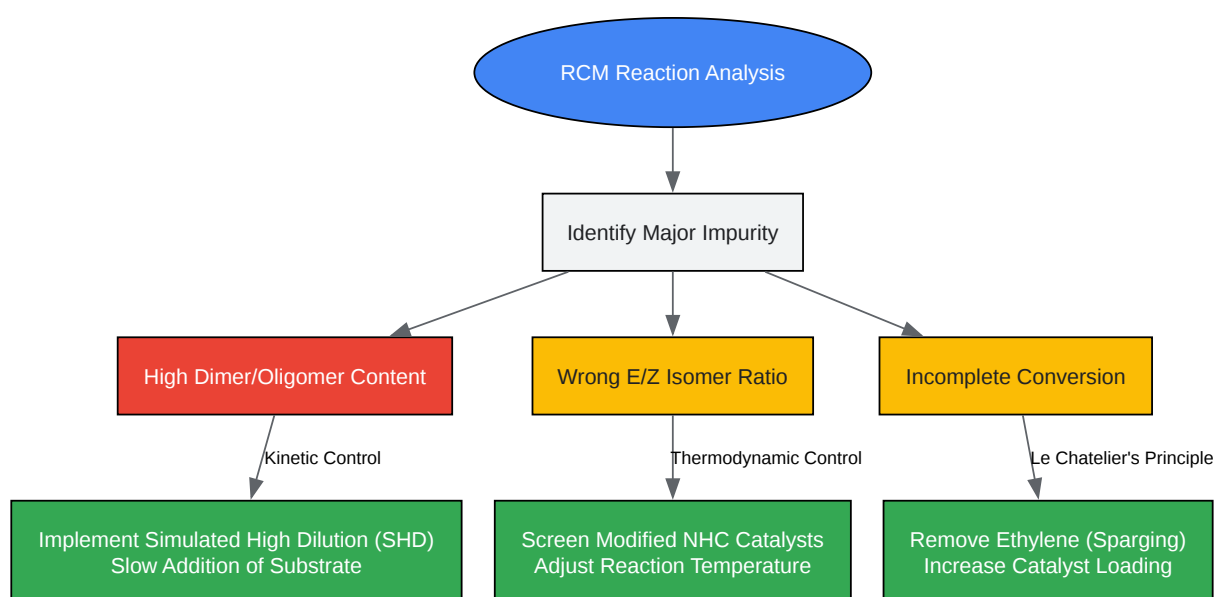 RCM Reaction Analysis
Identify Major Impurity
High Dimer/Oligomer Content
Wrong E/Z Isomer Ratio
Incomplete Conversion
Kinetic Control
Thermodynamic Control
Le Chatelier's Principle
Implement Simulated High Dilution (SHD)
Slow Addition of Substrate
Screen Modified NHC Catalysts
Adjust Reaction Temperature
Remove Ethylene (Sparging)
Increase Catalyst Loading